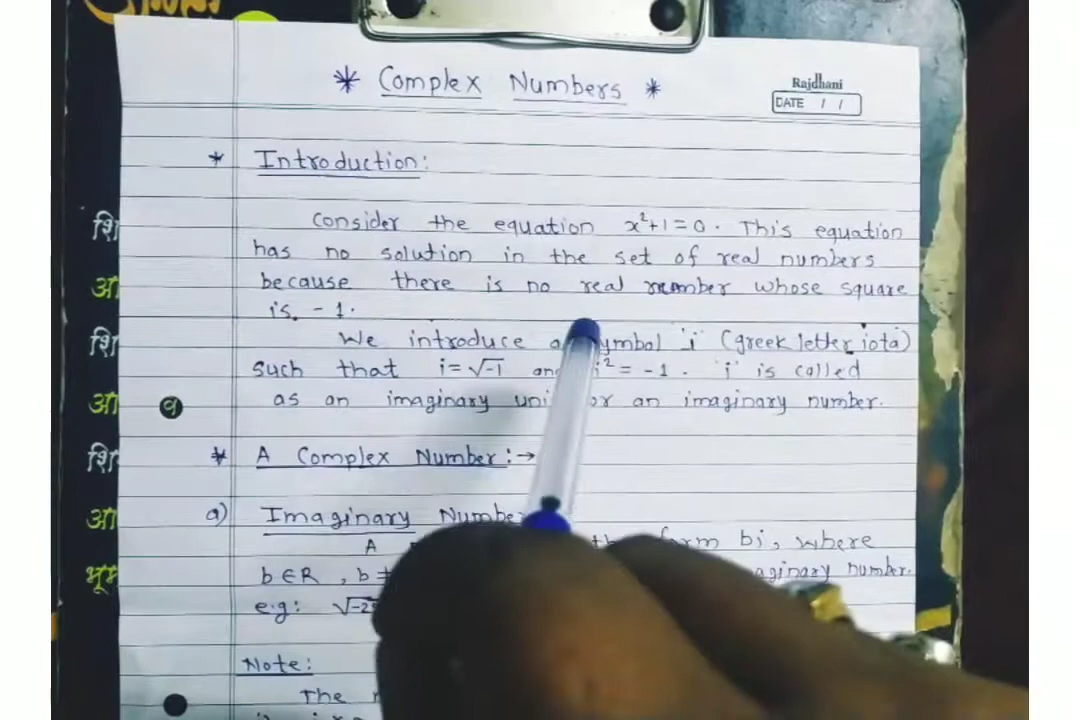 * Complex Numbers *
Rajdhani
DATE / /
* Introduction:
Consider the equation x²+1=0. This equation
has no solution in the set of real numbers
because there is no real number whose square
is -1.
We introduce a symbol 'i' (greek letter iota)
such that i=√-1 and i² = -1. 'i' is called
as an imaginary unit or an imaginary number.
* A Complex Number:→
a) Imaginary Number
A form bi, where
b∈R, b≠ imaginary number.
e.g: √-2
Note:
The
शि
आ
शि
आ
शि
आ
भूम